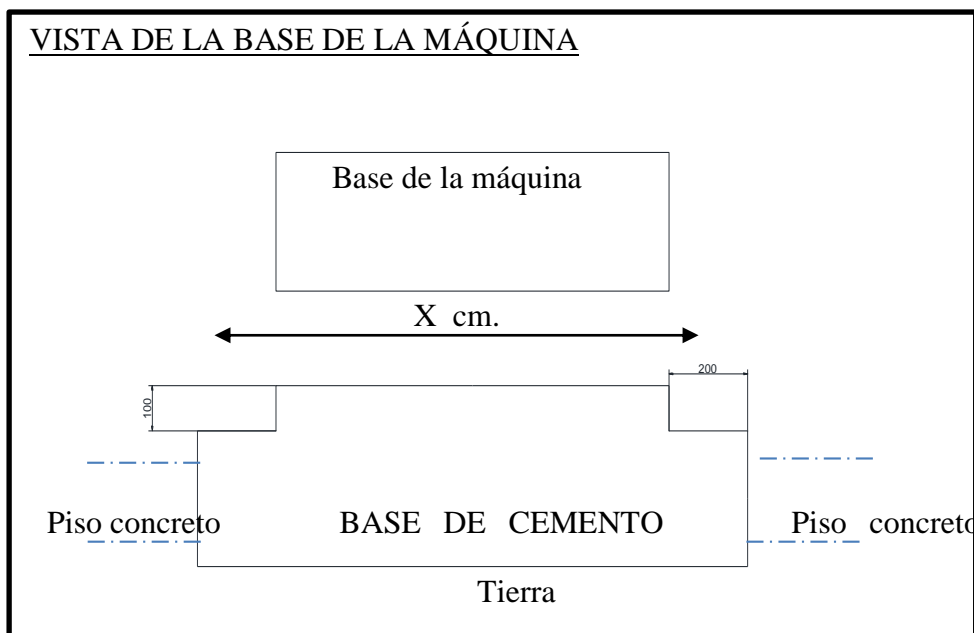 VISTA DE LA BASE DE LA MÁQUINA
Base de la máquina
X cm.
200
100
Piso concreto
BASE DE CEMENTO
Piso concreto
Tierra